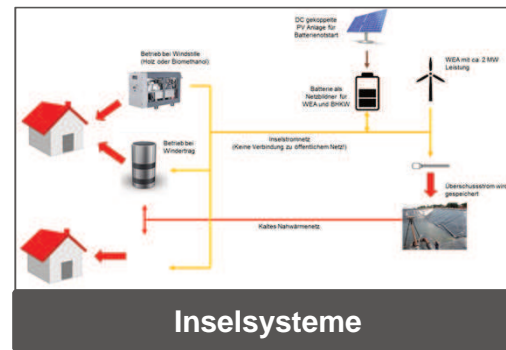 DC gekoppelte
PV Anlage für
Batterienotstart
Betrieb bei Windstille
(Holz oder Biomethanol)
WEA mit ca. 2 MW
Leistung
Batterie als
Netzbildner für
WEA und BHKW
Inselstromnetz
(Keine Verbindung zu öffentlichem Netz!)
Betrieb bei
Windertrag
Überschussstrom wird
gespeichert
Kaltes Nahwärmenetz
Inselsysteme